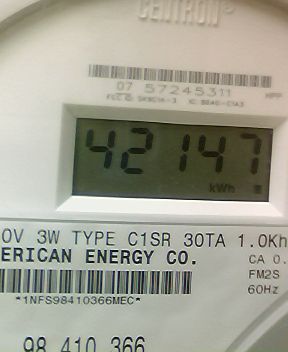 CENTRON®
07 57245311
42147
kWh
0V 3W TYPE C1SR 30TA 1.0Kh
ERICAN ENERGY CO.
CA 0.
FM2S
60Hz
*1NFS98410366MEC*
98 410 366